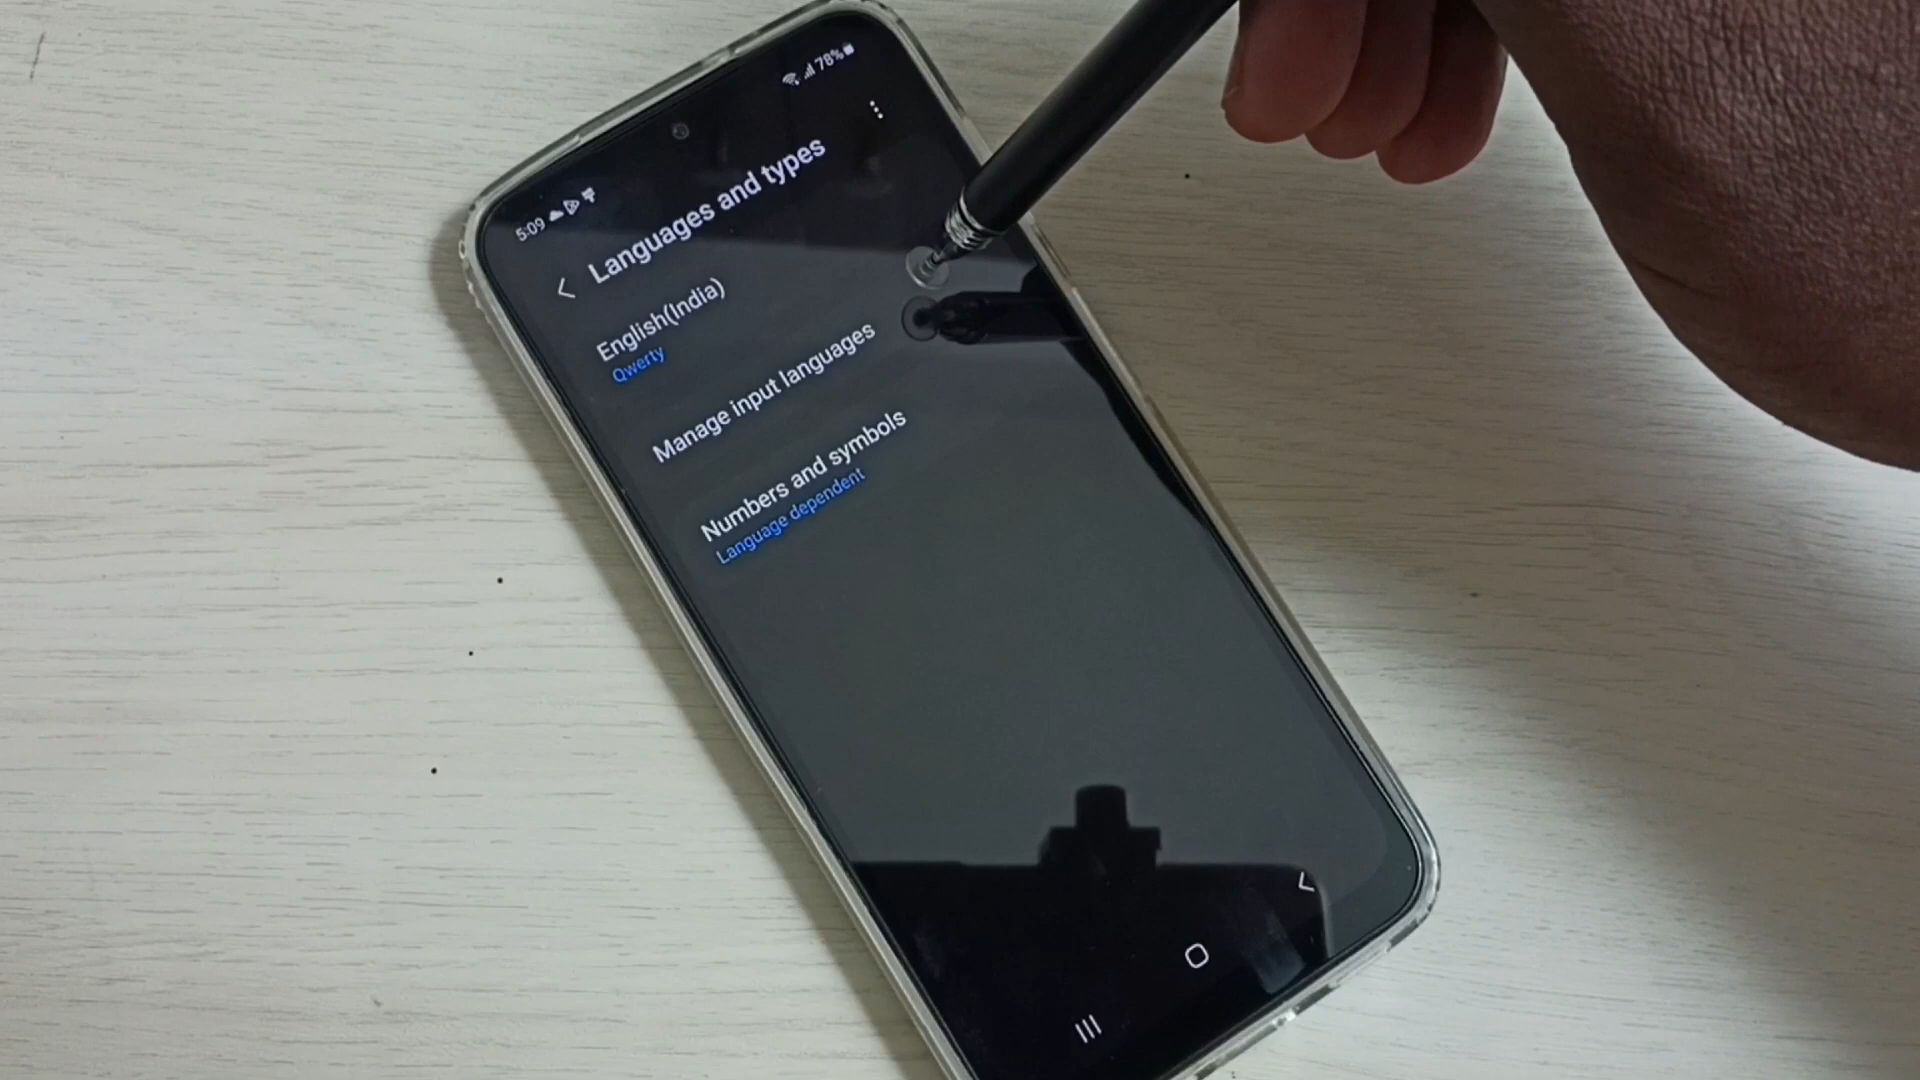 5:09
78%
Languages and types
English(India)
Qwerty
Manage input languages
Numbers and symbols
Language dependent